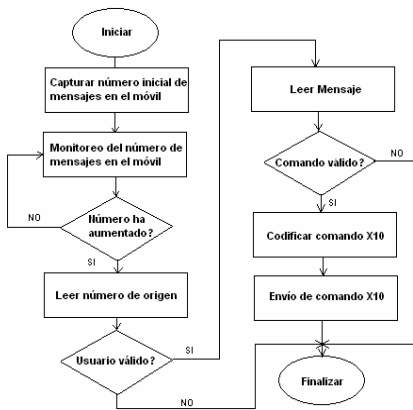 Iniciar
Capturar número inicial de
mensajes en el móvil
Monitoreo del número de
mensajes en el móvil
NO
Número ha
aumentado?
SI
Leer número de origen
Usuario válido?
SI
NO
Leer Mensaje
Comando válido?
NO
SI
Codificar comando X10
Envío de comando X10
Finalizar